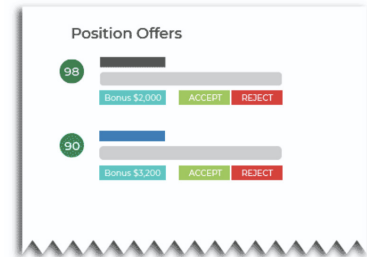 Position Offers
98
Bonus $2,000 ACCEPT REJECT
90
Bonus $3,200 ACCEPT REJECT